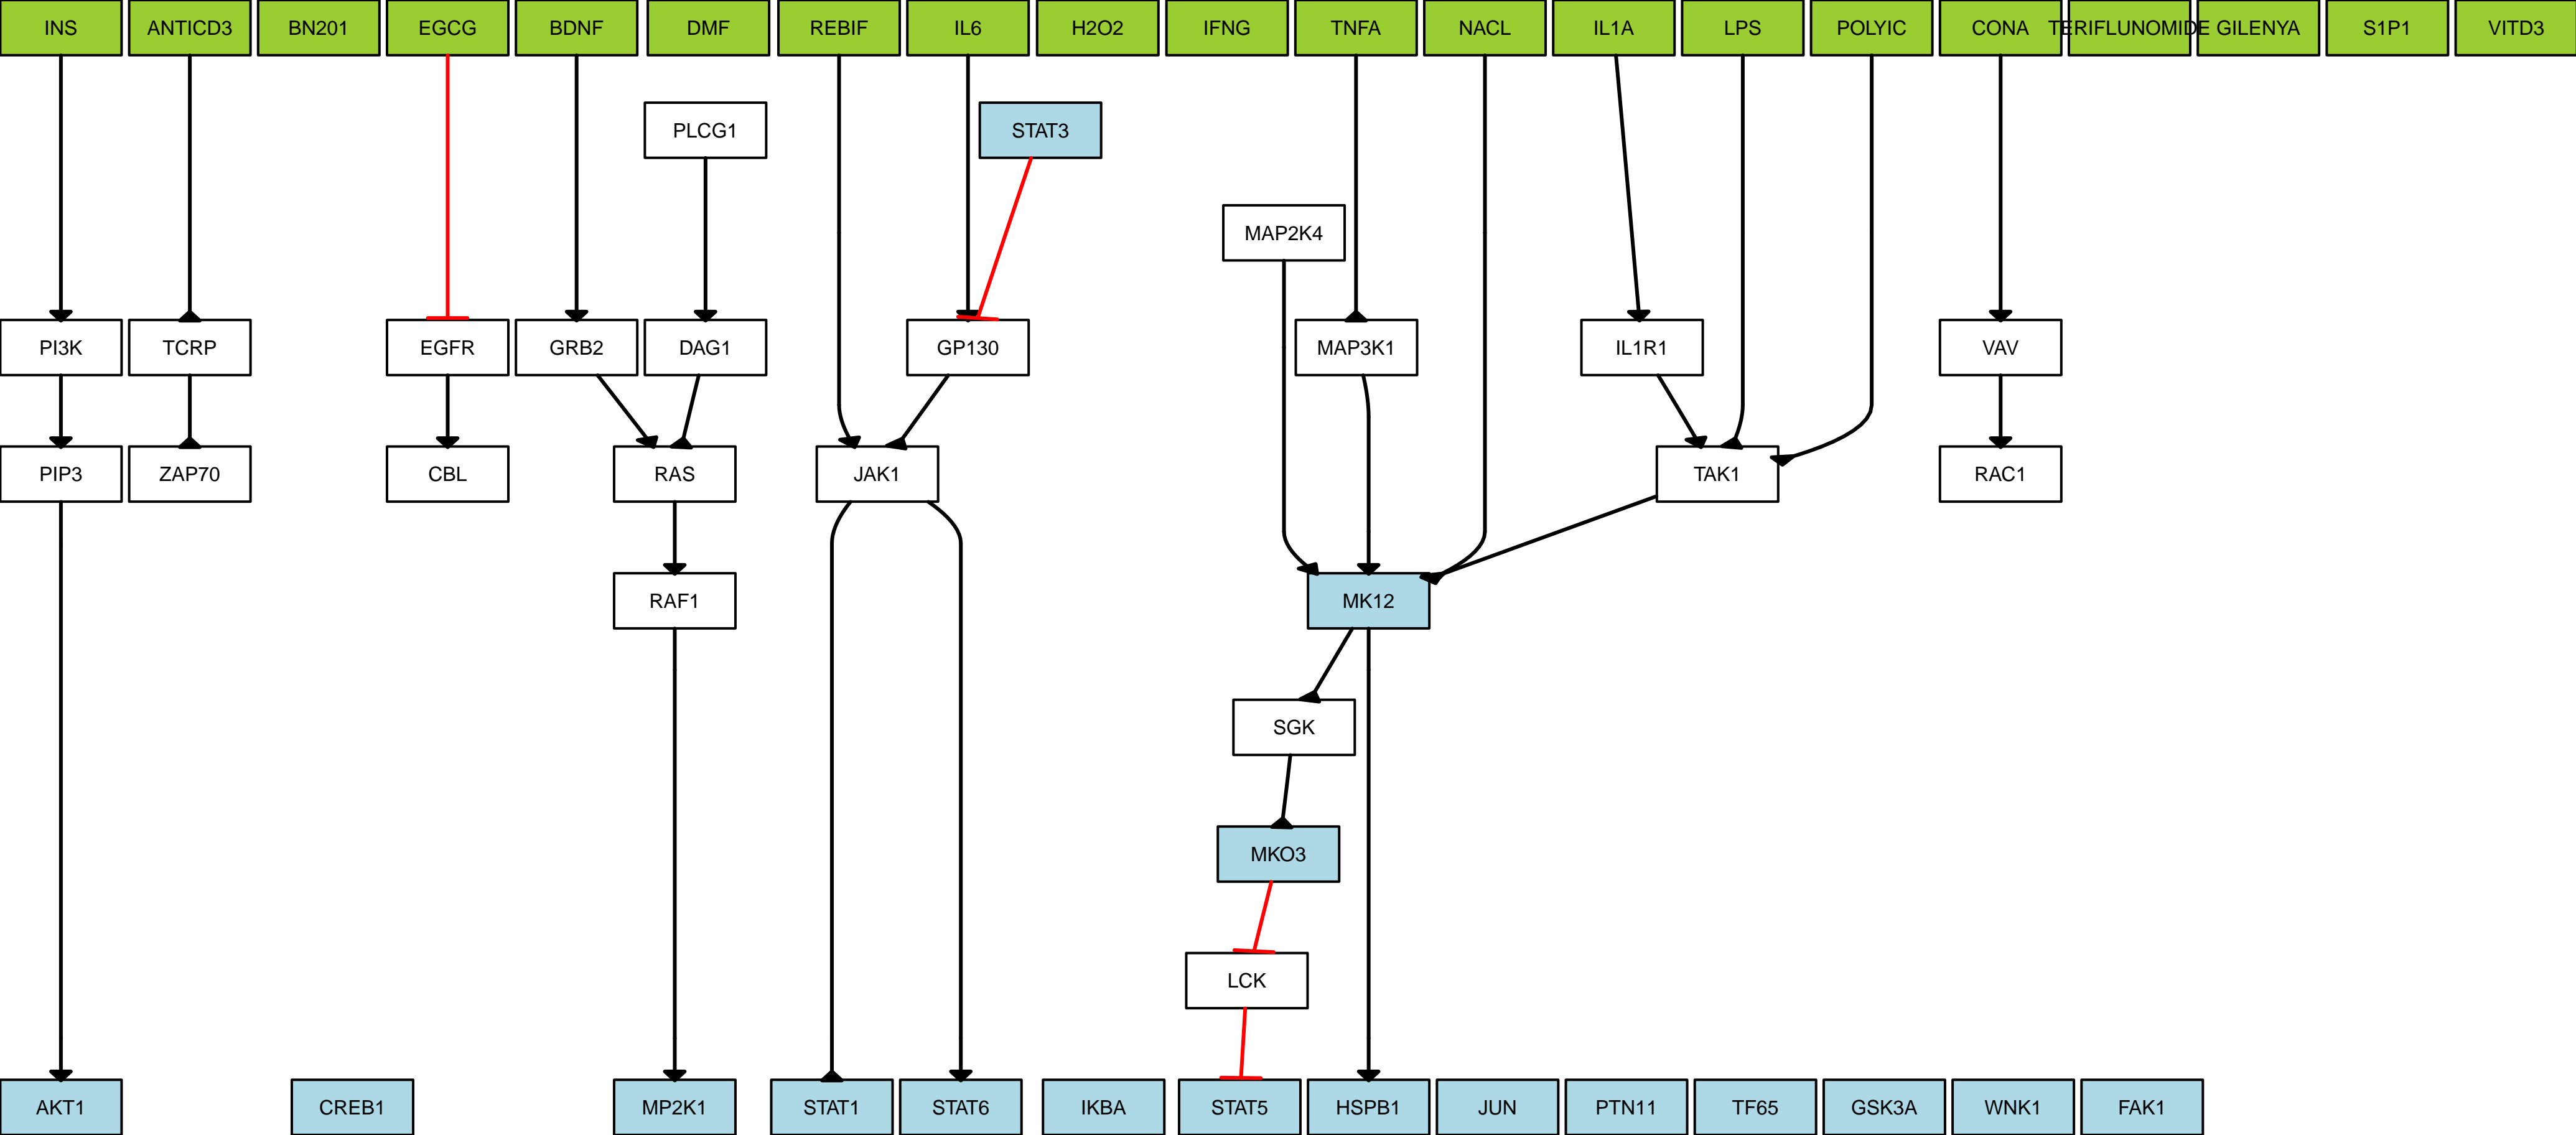 INS ANTICD3 BN201 EGCG BDNF DMF REBIF IL6 H2O2 IFNG TNFA NACL IL1A LPS POLYIC CONA TERIFLUNOMIDE GILENYA S1P1 VITD3
PLCG1 STAT3
MAP2K4
PI3K TCRP EGFR GRB2 DAG1 GP130 MAP3K1 IL1R1 VAV
PIP3 ZAP70 CBL RAS JAK1 TAK1 RAC1
RAF1 MK12
SGK
MKO3
LCK
AKT1 CREB1 MP2K1 STAT1 STAT6 IKBA STAT5 HSPB1 JUN PTN11 TF65 GSK3A WNK1 FAK1